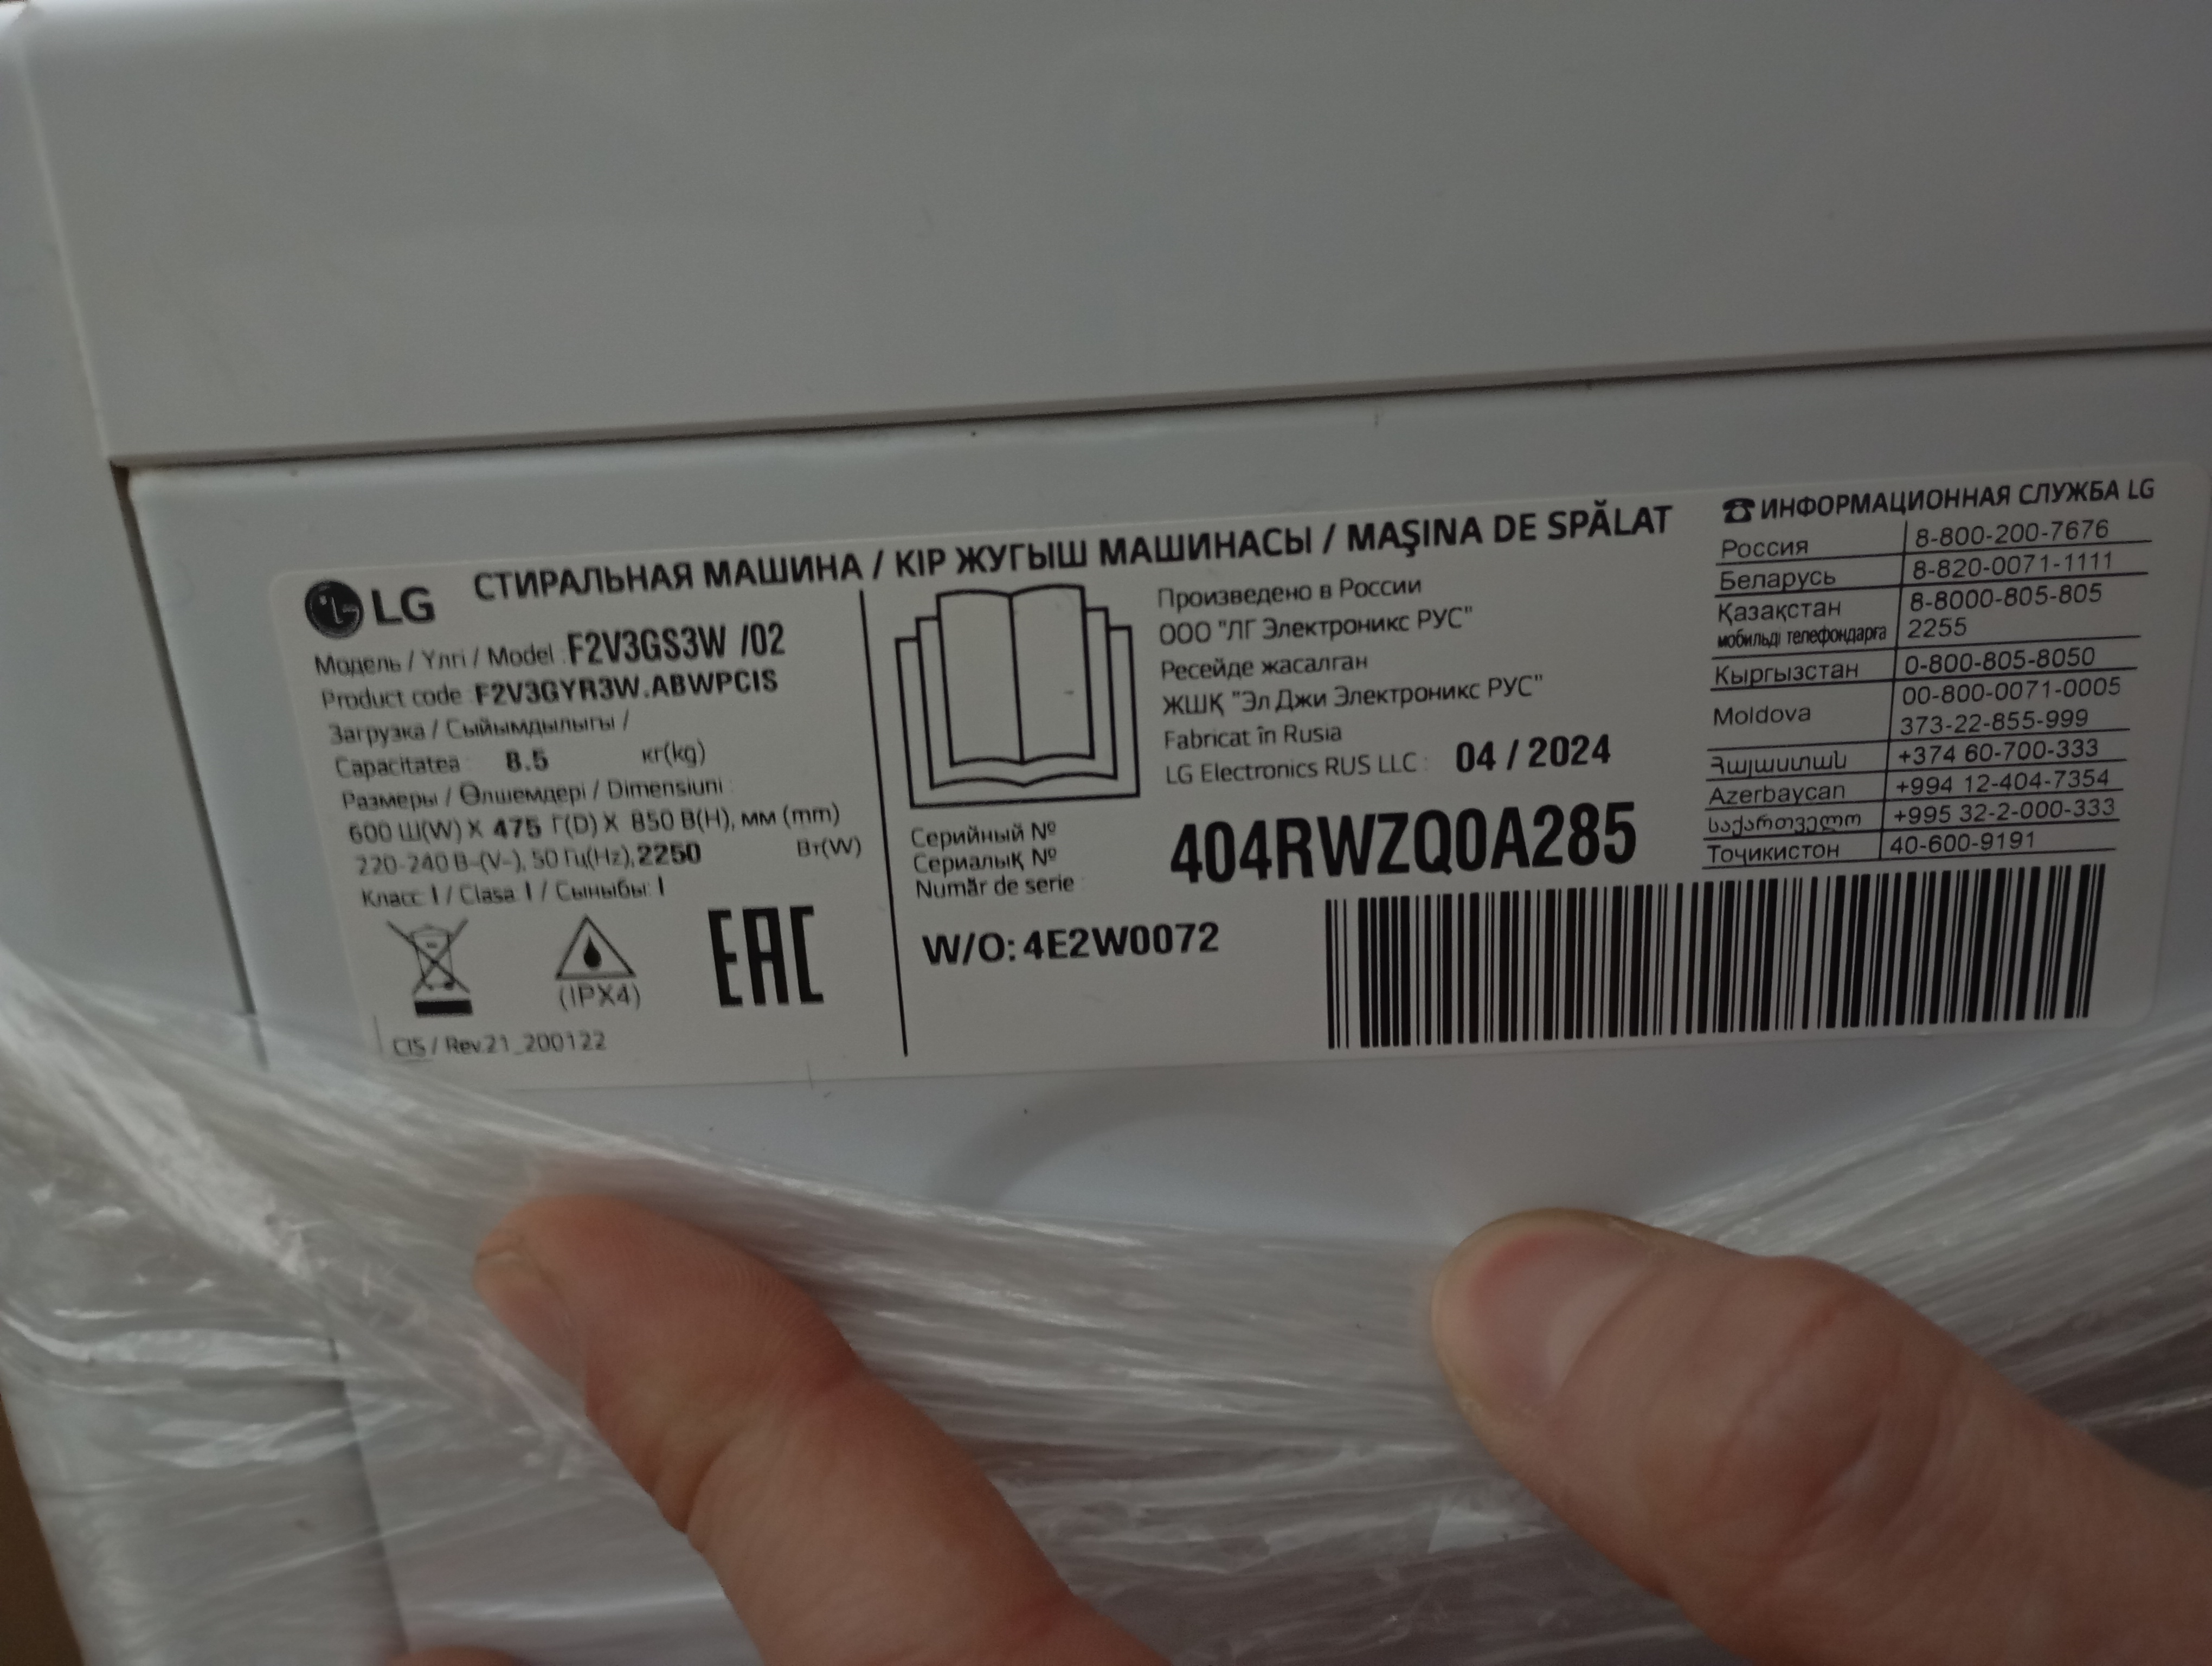 LG
СТИРАЛЬНАЯ МАШИНА / КІР ЖУҒЫШ МАШИНАСЫ / MAŞINA DE SPĂLAT
Модель / Үлгі / Model : F2V3GS3W /02
Product code : F2V3GYR3W.ABWPCIS
Загрузка / Сыйымдылығы /
Capacitatea : 8.5 кг(kg)
Размеры / Өлшемдері / Dimensiuni :
600 Ш(W) X 475 Г(D) X 850 В(H), мм (mm)
220-240 В~(V~), 50 Гц(Hz), 2250 Вт(W)
Класс: I / Clasa: I / Сыныбы: I
(IPX4)
EAC
CIS / Rev.21_200122
Произведено в России
ООО "ЛГ Электроникс РУС"
Ресейде жасалған
ЖШҚ "Эл Джи Электроникс РУС"
Fabricat în Rusia
LG Electronics RUS LLC : 04 / 2024
Серийный №
Сериалық №
Număr de serie :
404RWZQ0A285
W/O: 4E2W0072
ИНФОРМАЦИОННАЯ СЛУЖБА LG
Россия 8-800-200-7676
Беларусь 8-820-0071-1111
Қазақстан 8-8000-805-805
мобильді телефондарға 2255
Кыргызстан 0-800-805-8050
Moldova 00-800-0071-0005
373-22-855-999
Հայաստան +374 60-700-333
Azerbaycan +994 12-404-7354
საქართველო +995 32-2-000-333
Тоҷикистон 40-600-9191